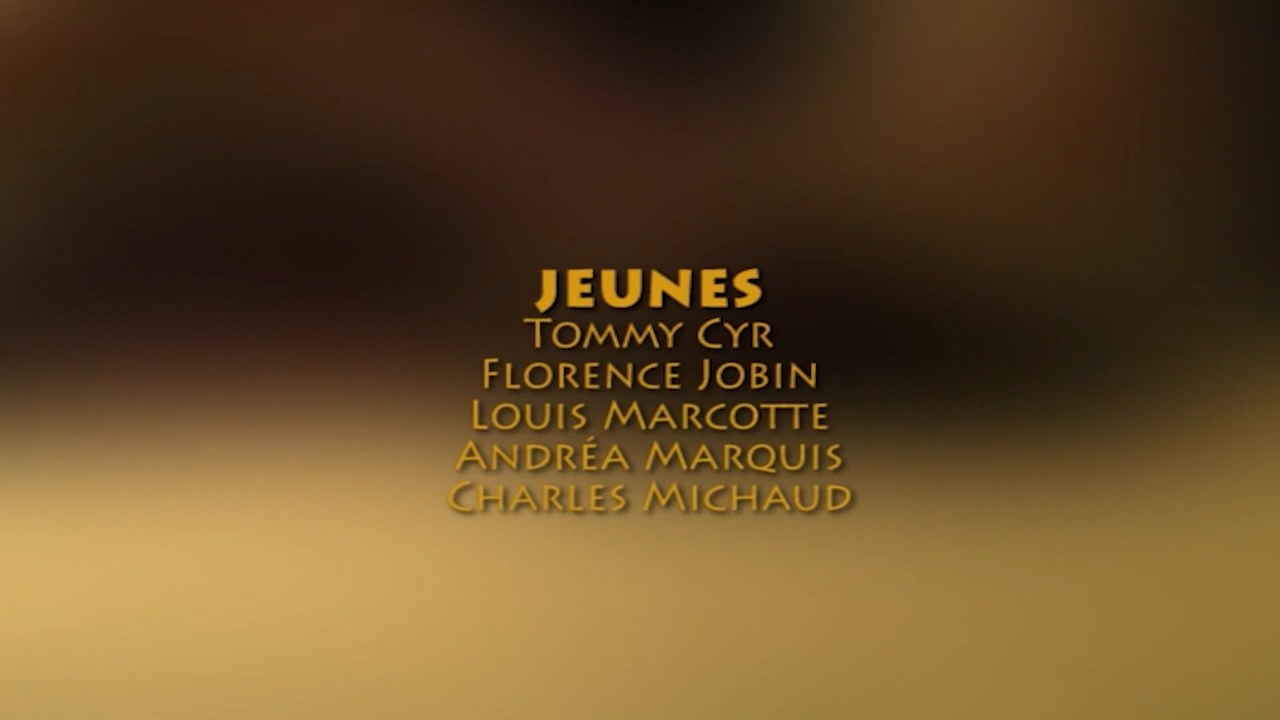 JEUNES
TOMMY CYR
FLORENCE JOBIN
LOUIS MARCOTTE
ANDRÉA MARQUIS
CHARLES MICHAUD